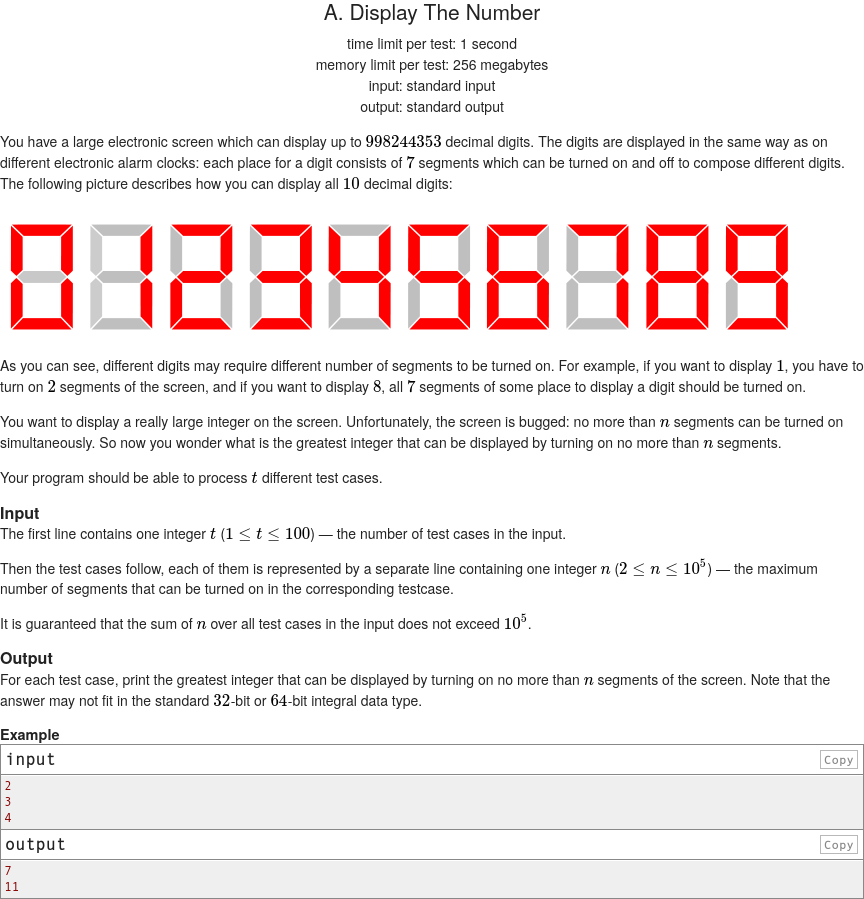 A. Display The Number
time limit per test: 1 second
memory limit per test: 256 megabytes
input: standard input
output: standard output
You have a large electronic screen which can display up to 998244353 decimal digits. The digits are displayed in the same way as on
different electronic alarm clocks: each place for a digit consists of 7 segments which can be turned on and off to compose different digits.
The following picture describes how you can display all 10 decimal digits:
0 1 2 3 4 5 6 7 8 9
As you can see, different digits may require different number of segments to be turned on. For example, if you want to display 1, you have to
turn on 2 segments of the screen, and if you want to display 8, all 7 segments of some place to display a digit should be turned on.
You want to display a really large integer on the screen. Unfortunately, the screen is bugged: no more than n segments can be turned on
simultaneously. So now you wonder what is the greatest integer that can be displayed by turning on no more than n segments.
Your program should be able to process t different test cases.
Input
The first line contains one integer t (1 ≤ t ≤ 100) — the number of test cases in the input.
Then the test cases follow, each of them is represented by a separate line containing one integer n (2 ≤ n ≤ 10⁵) — the maximum
number of segments that can be turned on in the corresponding testcase.
It is guaranteed that the sum of n over all test cases in the input does not exceed 10⁵.
Output
For each test case, print the greatest integer that can be displayed by turning on no more than n segments of the screen. Note that the
answer may not fit in the standard 32-bit or 64-bit integral data type.
Example
input Copy
2
3
4
output Copy
7
11